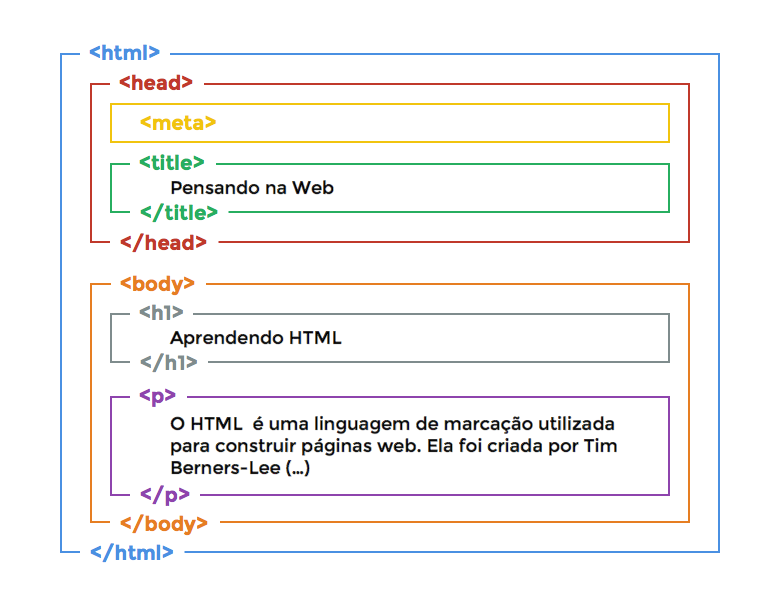 <html>
<head>
<meta>
<title>
Pensando na Web
</title>
</head>
<body>
<h1>
Aprendendo HTML
</h1>
<p>
O HTML  é uma linguagem de marcação utilizada
para construir páginas web. Ela foi criada por Tim
Berners-Lee (...)
</p>
</body>
</html>